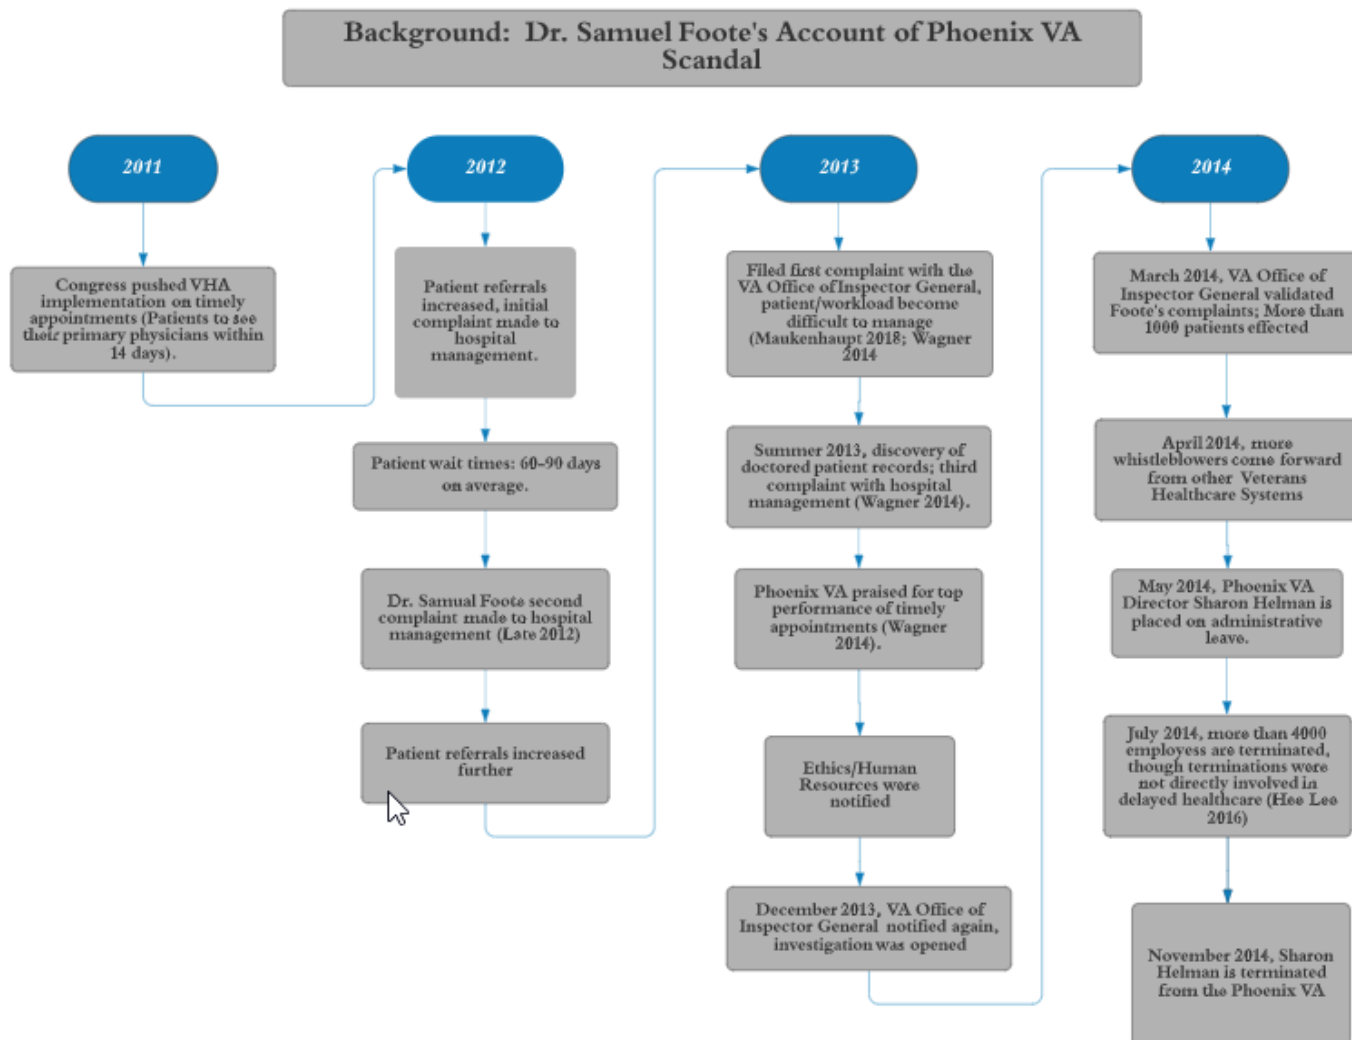 Background:  Dr. Samuel Foote's Account of Phoenix VA
Scandal
2011
Congress pushed VHA
implementation on timely
appointments (Patients to see
their primary physicians within
14 days).
2012
Patient referrals
increased, initial
complaint made to
hospital
management.
Patient wait times: 60-90 days
on average.
Dr. Samual Foote second
complaint made to hospital
management (Late 2012)
Patient referrals increased
further
2013
Filed first complaint with the
VA Office of Inspector General,
patient/workload become
difficult to manage
(Maukenhaupt 2018; Wagner
2014
Summer 2013, discovery of
doctored patient records; third
complaint with hospital
management (Wagner 2014).
Phoenix VA praised for top
performance of timely
appointments (Wagner
2014).
Ethics/Human
Resources were
notified
December 2013, VA Office of
Inspector General  notified again,
investigation was opened
2014
March 2014, VA Office of
Inspector General validated
Foote's complaints; More than
1000 patients effected
April 2014, more
whistleblowers come forward
from other  Veterans
Healthcare Systems
May 2014, Phoenix VA
Director Sharon Helman is
placed on administrative
leave.
July 2014, more than 4000
employess are terminated,
though terminations were
not directly involved in
delayed healthcare (Hee Lee
2016)
November 2014, Sharon
Helman is terminated
from the Phoenix VA